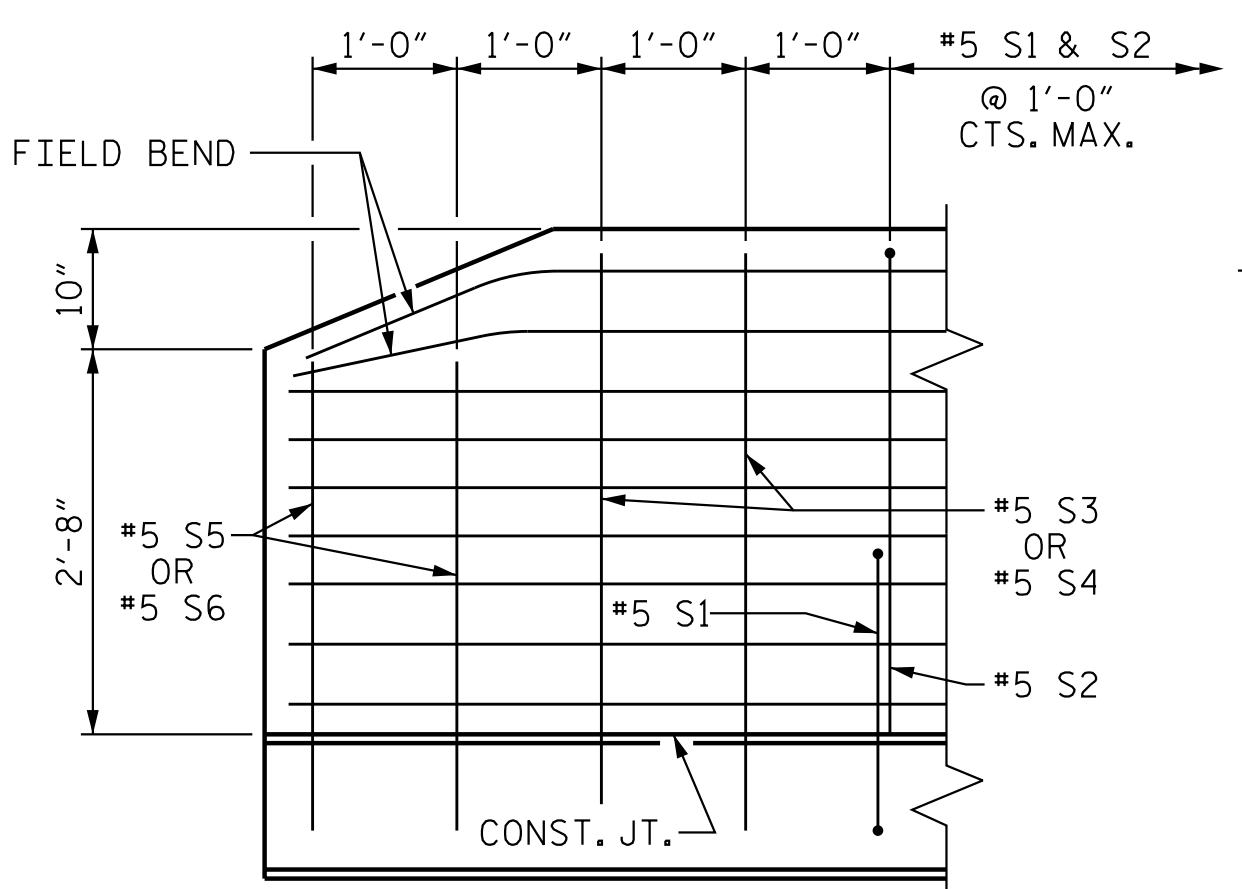 1'-0" 1'-0" 1'-0" 1'-0" #5 S1 & S2
@ 1'-0"
CTS. MAX.
FIELD BEND
10"
2'-8"
#5 S5
OR
#5 S6
#5 S3
OR
#5 S4
#5 S1
#5 S2
CONST. JT.